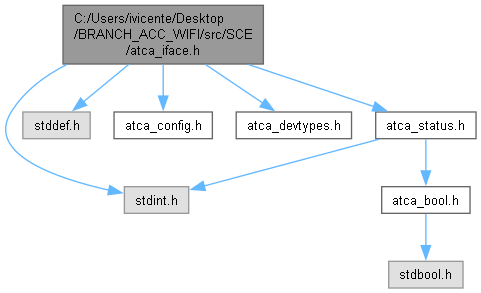 C:/Users/ivicente/Desktop
/BRANCH_ACC_WIFI/src/SCE
/atca_iface.h
stddef.h
atca_config.h
atca_devtypes.h
atca_status.h
stdint.h
atca_bool.h
stdbool.h